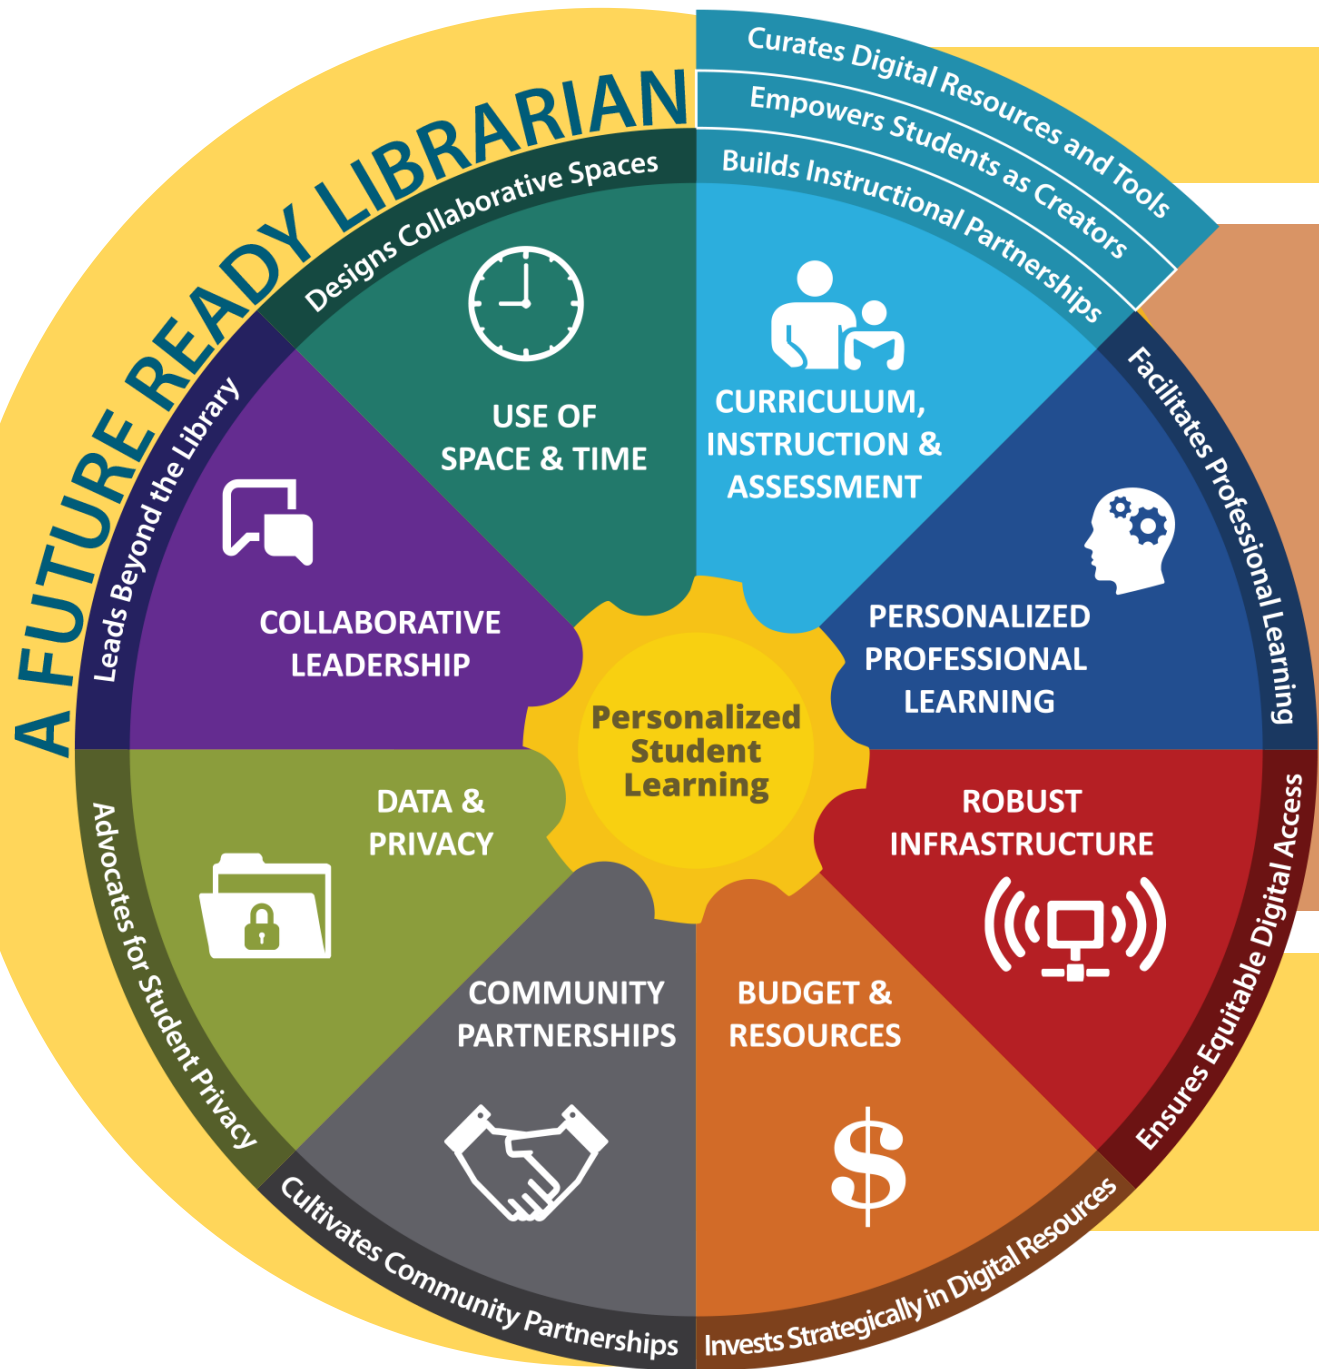 A FUTURE READY LIBRARIAN
Curates Digital Resources and Tools
Empowers Students as Creators
Builds Instructional Partnerships
CURRICULUM,
INSTRUCTION &
ASSESSMENT
Facilitates Professional Learning
PERSONALIZED
PROFESSIONAL
LEARNING
Ensures Equitable Digital Access
ROBUST
INFRASTRUCTURE
Invests Strategically in Digital Resources
BUDGET &
RESOURCES
$
Cultivates Community Partnerships
COMMUNITY
PARTNERSHIPS
Advocates for Student Privacy
DATA &
PRIVACY
Leads Beyond the Library
COLLABORATIVE
LEADERSHIP
Designs Collaborative Spaces
USE OF
SPACE & TIME
Personalized
Student
Learning